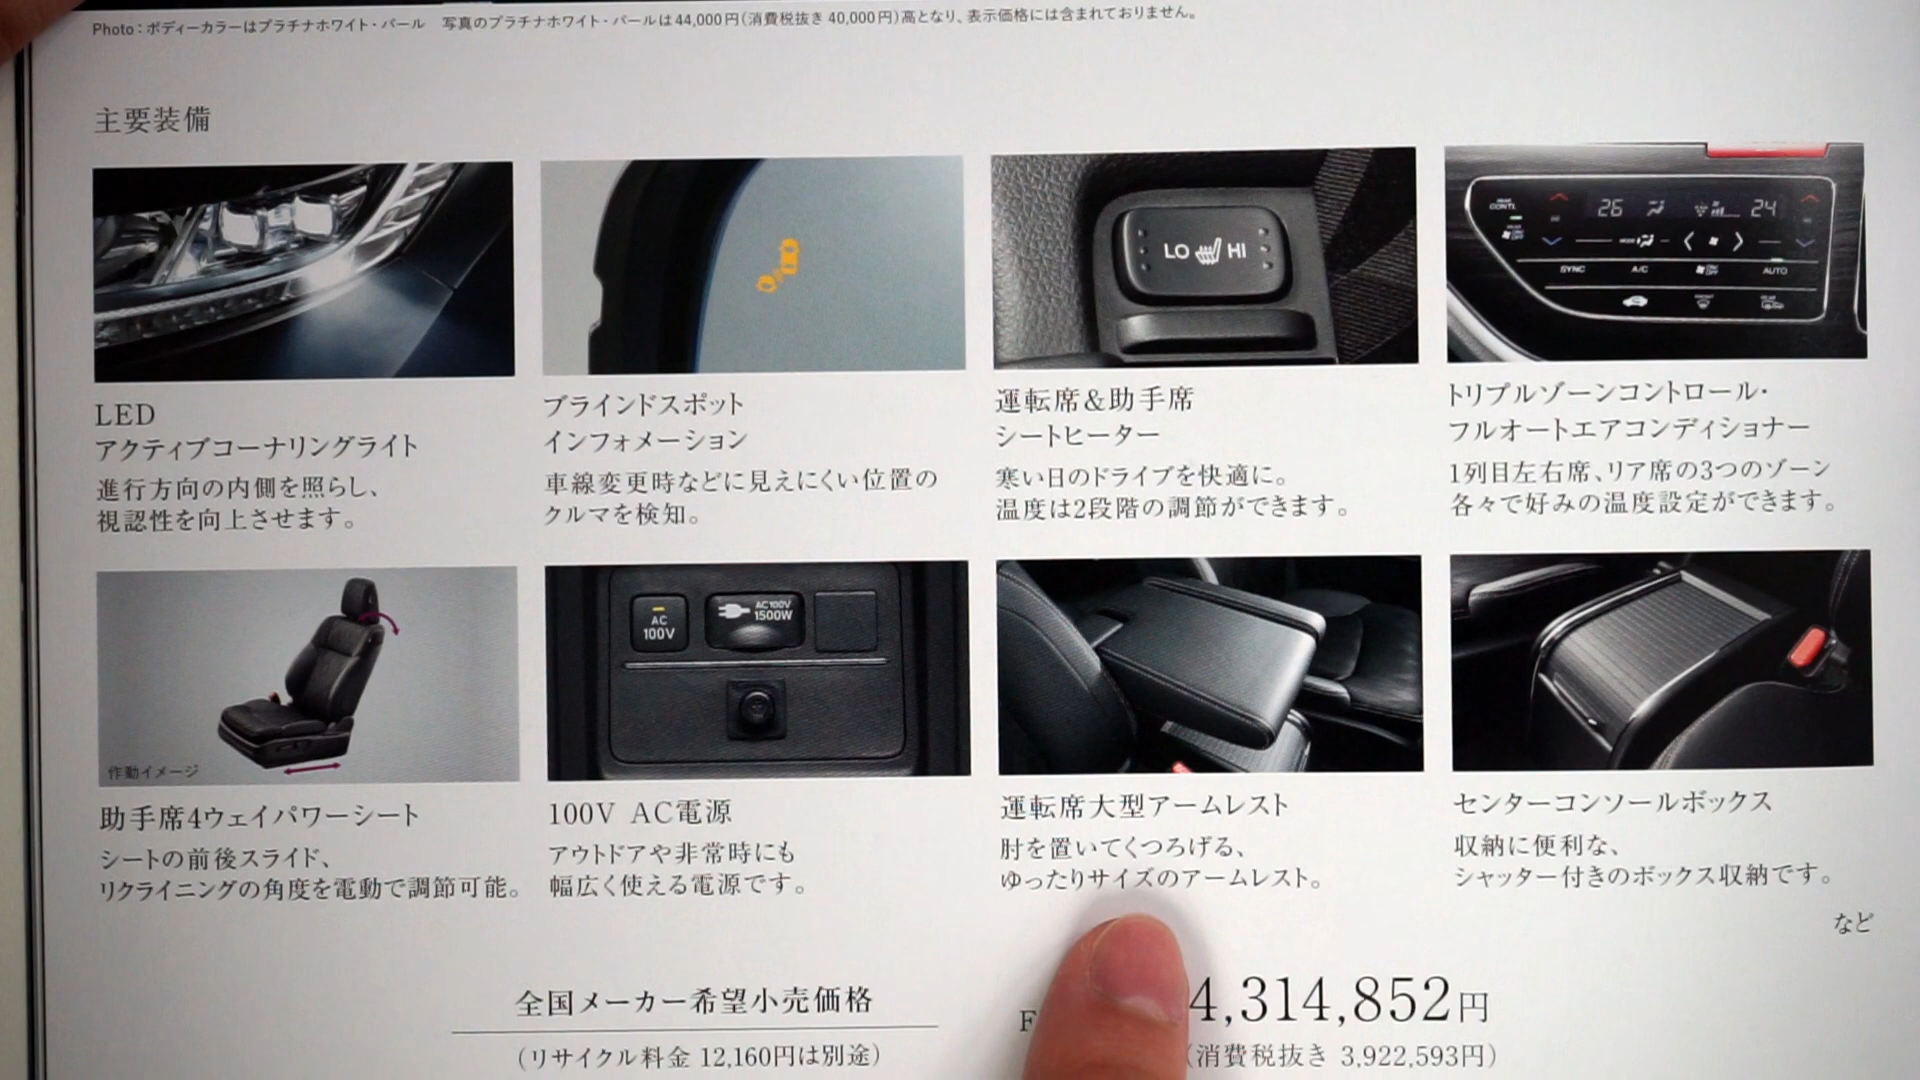 Photo：ボディーカラーはプラチナホワイト・パール　写真のプラチナホワイト・パールは44,000円（消費税抜き 40,000円）高となり、表示価格には含まれておりません。
主要装備
LED
アクティブコーナリングライト
進行方向の内側を照らし、
視認性を向上させます。
ブラインドスポット
インフォメーション
車線変更時などに見えにくい位置の
クルマを検知。
LO HI
運転席＆助手席
シートヒーター
寒い日のドライブを快適に。
温度は2段階の調節ができます。
26 24
MODE
SYNC A/C ON/OFF AUTO
トリプルゾーンコントロール・
フルオートエアコンディショナー
1列目左右席、リア席の3つのゾーン
各々で好みの温度設定ができます。
作動イメージ
助手席4ウェイパワーシート
シートの前後スライド、
リクライニングの角度を電動で調節可能。
AC
100V
AC100V
1500W
100V AC電源
アウトドアや非常時にも
幅広く使える電源です。
運転席大型アームレスト
肘を置いてくつろげる、
ゆったりサイズのアームレスト。
センターコンソールボックス
収納に便利な、
シャッター付きのボックス収納です。
など
全国メーカー希望小売価格
（リサイクル料金 12,160円は別途）
F
4,314,852円
（消費税抜き 3,922,593円）